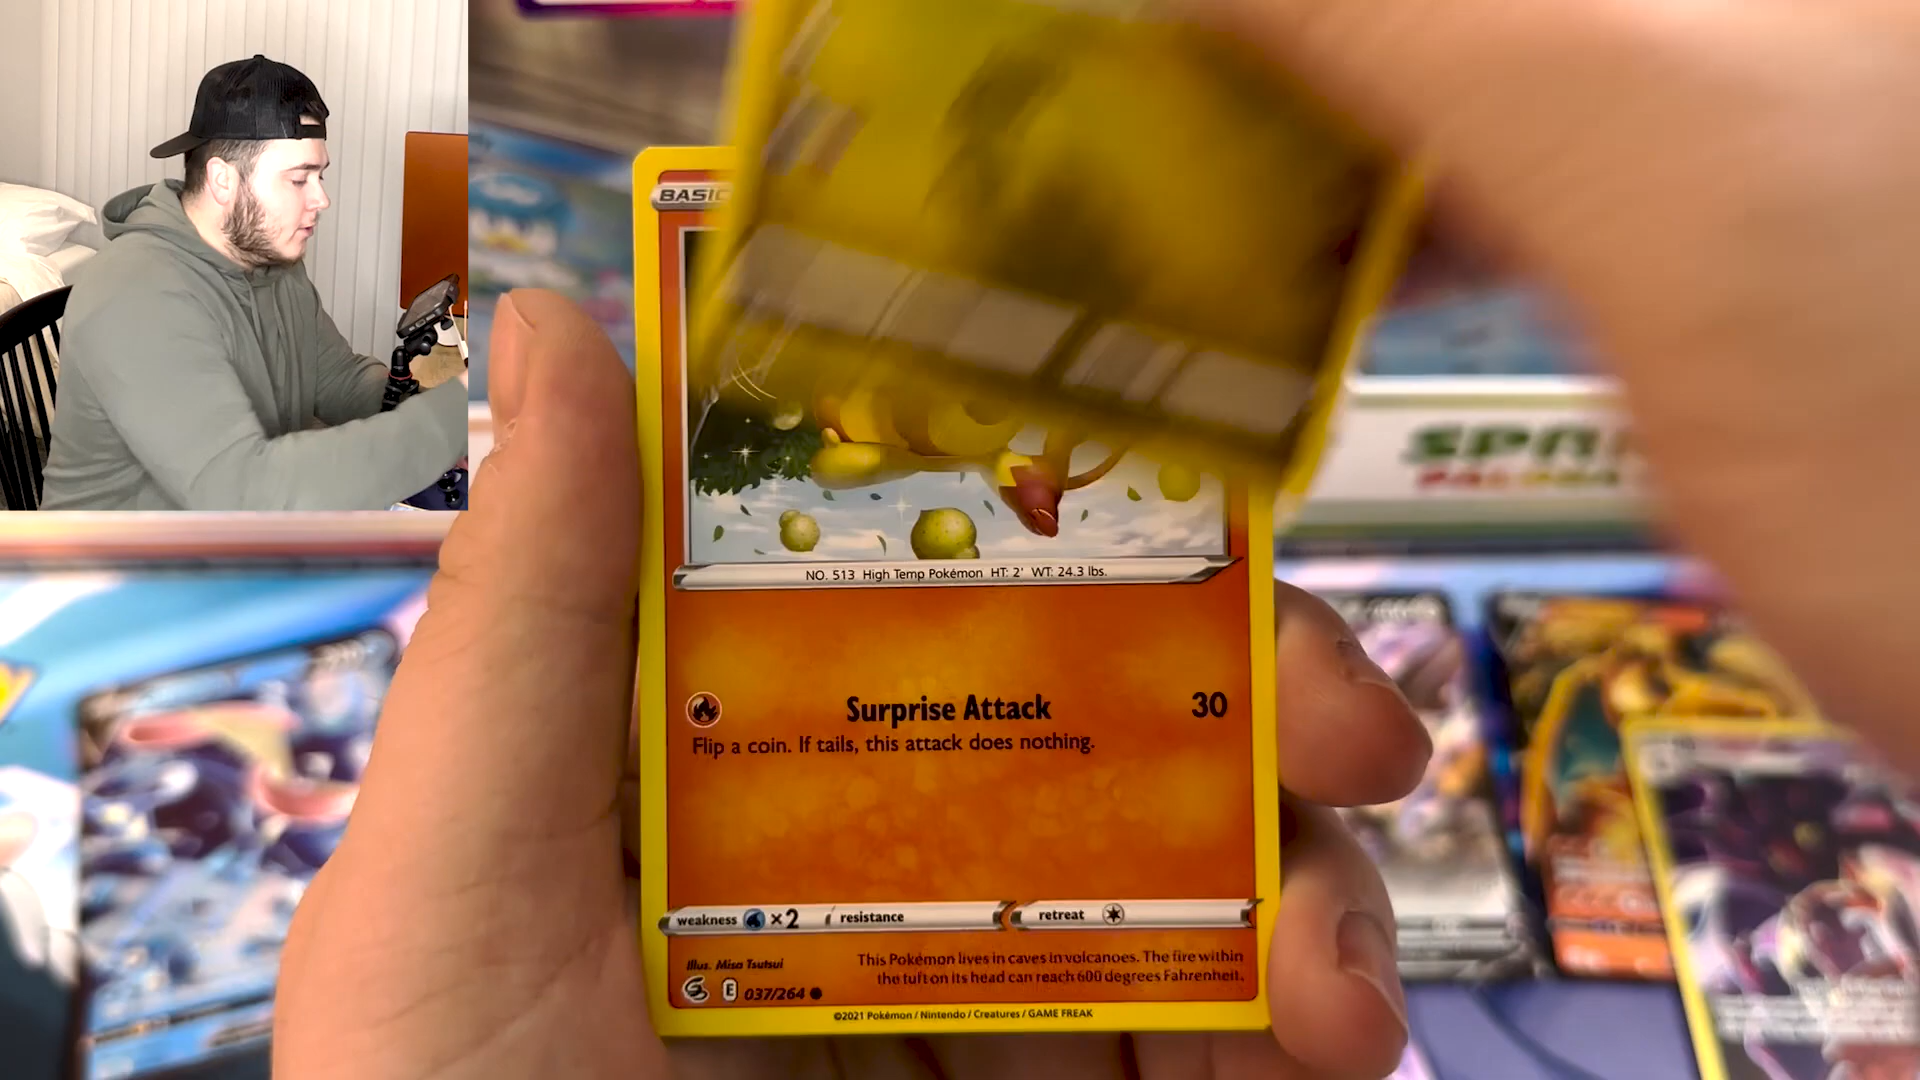 BASIC
NO. 513 High Temp Pokémon HT: 2' WT: 24.3 lbs.
Surprise Attack 30
Flip a coin. If tails, this attack does nothing.
weakness ×2 resistance retreat
Illus. Misa Tsutsui
This Pokémon lives in caves in volcanoes. The fire within
the tuft on its head can reach 600 degrees Fahrenheit.
E 037/264
©2021 Pokémon / Nintendo / Creatures / GAME FREAK